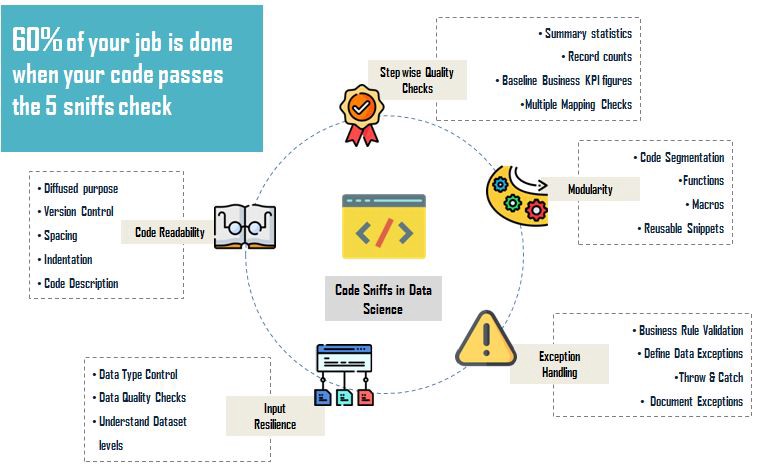 60% of your job is done
when your code passes
the 5 sniffs check
Step wise Quality
Checks
• Summary statistics
• Record counts
• Baseline Business KPI figures
•Multiple Mapping Checks
Modularity
• Code Segmentation
•Functions
• Macros
• Reusable Snippets
Exception
Handling
• Business Rule Validation
• Define Data Exceptions
•Throw & Catch
• Document Exceptions
Input
Resilience
• Data Type Control
• Data Quality Checks
• Understand Dataset
levels
Code Readability
• Diffused purpose
• Version Control
• Spacing
• Indentation
• Code Description
</>
Code Sniffs in Data
Science